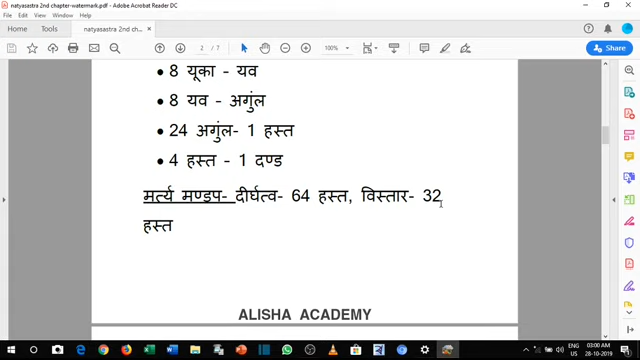 natyasastra 2nd chapter-watermark.pdf - Adobe Acrobat Reader DC
File Edit View Window Help
Home Tools natyasastra 2nd ch... ×
2 / 7 100% Share
• 8 यूका - यव
• 8 यव - अगुंल
• 24 अगुंल- 1 हस्त
• 4 हस्त - 1 दण्ड
मर्त्य मण्डप- दीर्घत्व- 64 हस्त, विस्तार- 32
हस्त
ALISHA ACADEMY
ENG 03:00 AM
US 28-10-2019